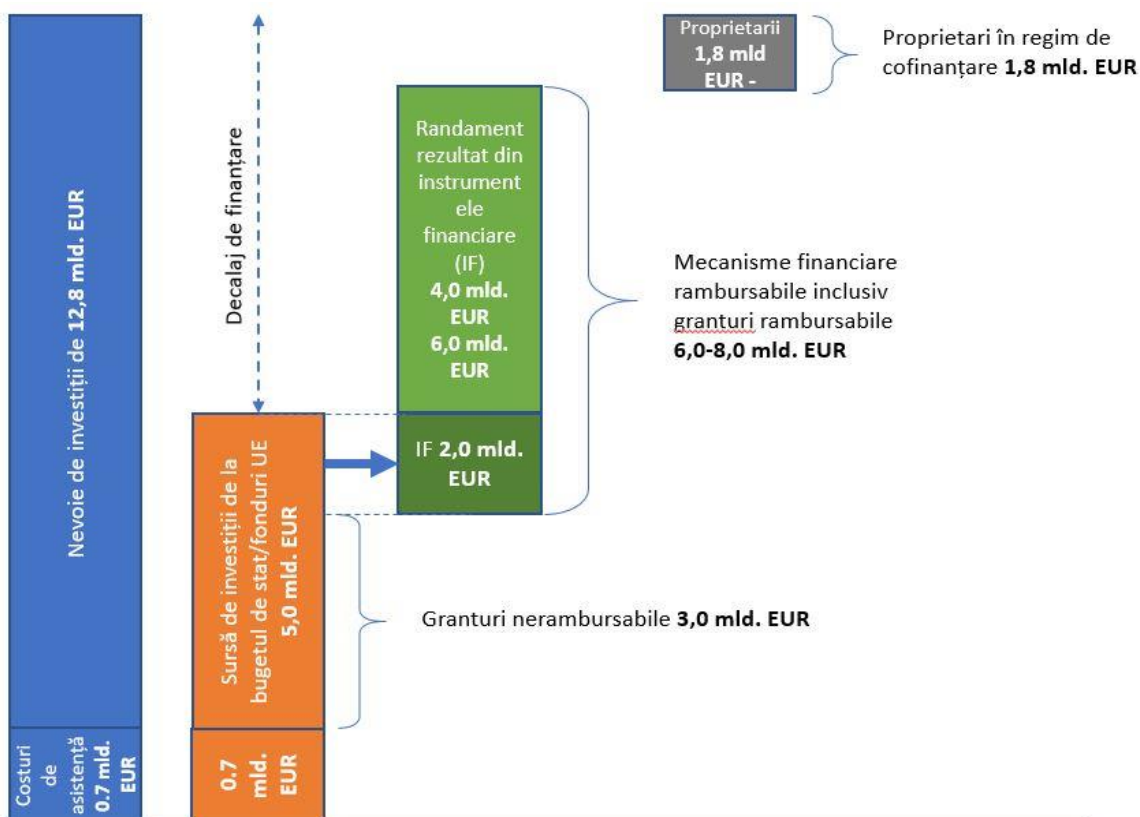 Nevoie de investiții de 12,8 mld. EUR
Costuri
de
asistență
0.7 mld.
EUR
Decalaj de finanțare
Sursă de investiții de la
bugetul de stat/fonduri UE
5,0 mld. EUR
0.7
mld.
EUR
Randament
rezultat din
instrument
ele
financiare
(IF)
4,0 mld.
EUR
6,0 mld.
EUR
IF 2,0 mld.
EUR
Proprietarii
1,8 mld
EUR -
Proprietari în regim de
cofinanțare 1,8 mld. EUR
Mecanisme financiare
rambursabile inclusiv
granturi rambursabile
6,0-8,0 mld. EUR
Granturi nerambursabile 3,0 mld. EUR